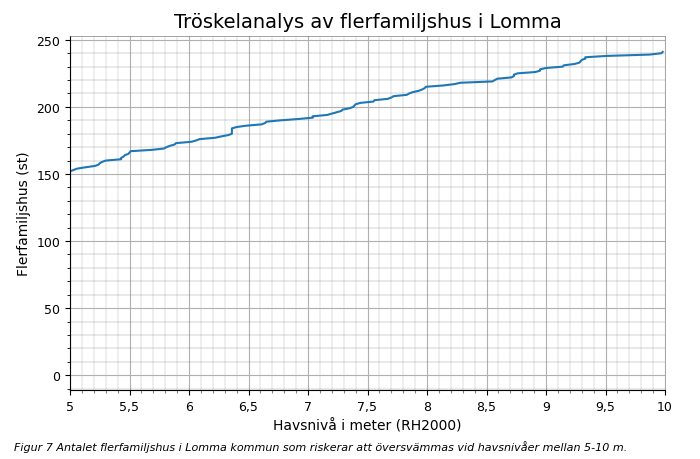 Tröskelanalys av flerfamiljshus i Lomma
Flerfamiljshus (st)
250
200
150
100
50
0
5 5,5 6 6,5 7 7,5 8 8,5 9 9,5 10
Havsnivå i meter (RH2000)
Figur 7 Antalet flerfamiljshus i Lomma kommun som riskerar att översvämmas vid havsnivåer mellan 5-10 m.